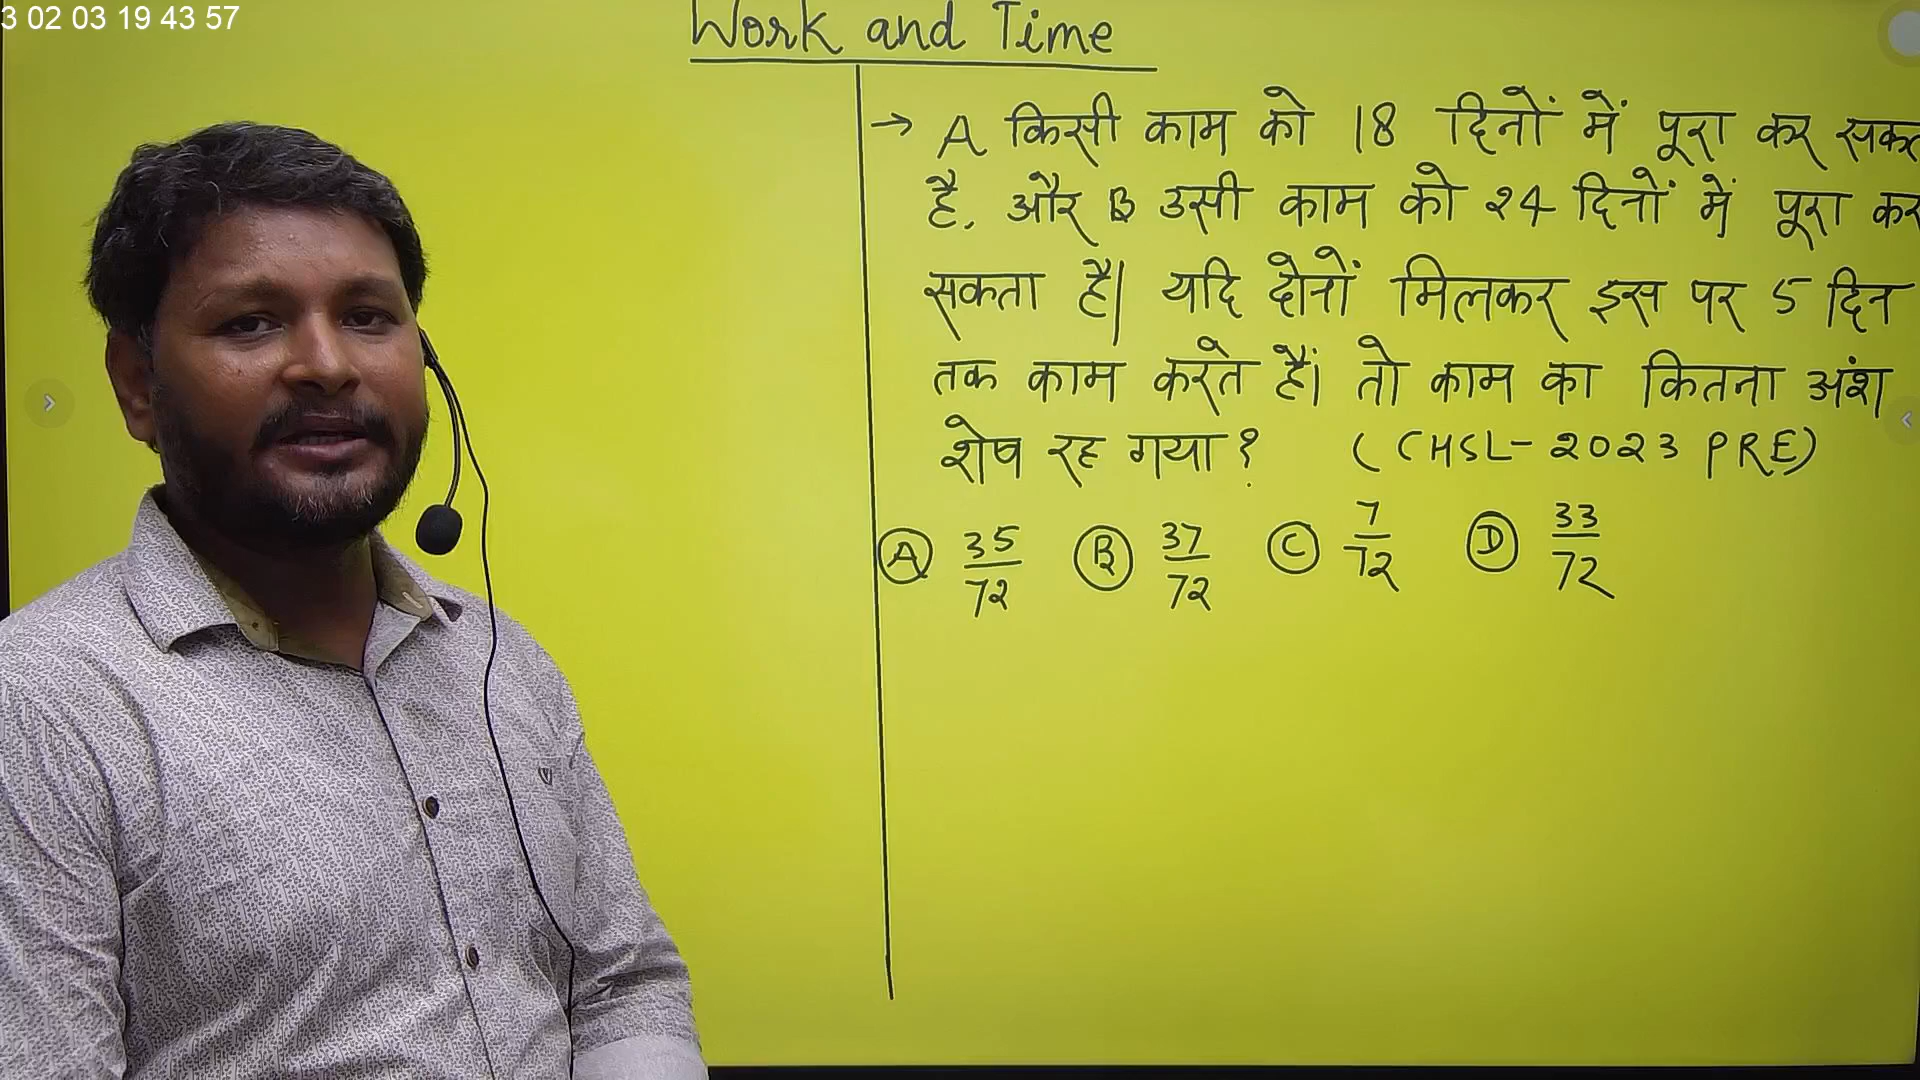 3 02 03 19 43 57
Work and Time
→ A किसी काम को 18 दिनों में पूरा कर
है. और B उसी काम को 24 दिनों में पूरा कर
सकता है। यदि दोनों मिलकर इस पर 5 दिन
तक काम करते हैं। तो काम का कितना अंश
शेष रह गया? (CHSL-2023 PRE)
Ⓐ 35/72 Ⓑ 37/72 Ⓒ 7/72 Ⓓ 33/72